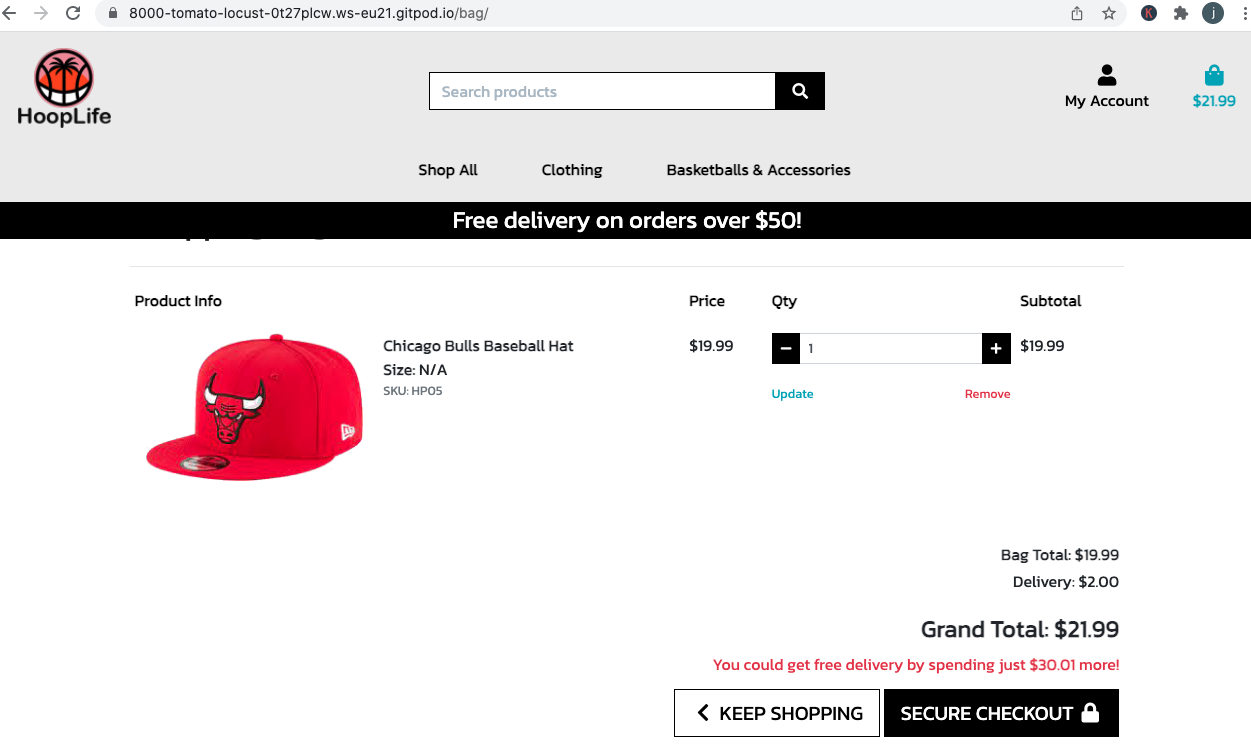 8000-tomato-locust-0t27plcw.ws-eu21.gitpod.io/bag/
K
j
HoopLife
Search products
My Account
$21.99
Shop All
Clothing
Basketballs & Accessories
Free delivery on orders over $50!
Product Info
Price
Qty
Subtotal
Chicago Bulls Baseball Hat
$19.99
1
$19.99
Size: N/A
SKU: HP05
Update
Remove
Bag Total: $19.99
Delivery: $2.00
Grand Total: $21.99
You could get free delivery by spending just $30.01 more!
KEEP SHOPPING
SECURE CHECKOUT